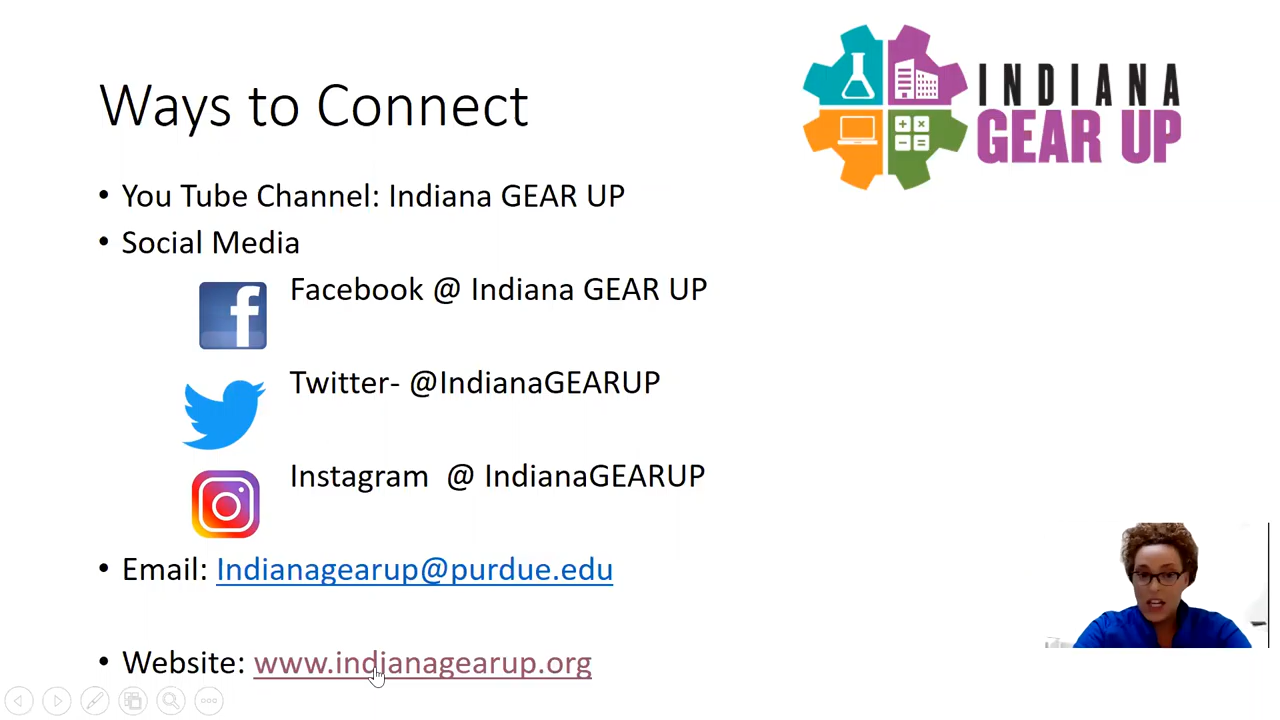 INDIANA
GEAR UP
Ways to Connect
• You Tube Channel: Indiana GEAR UP
• Social Media
Facebook @ Indiana GEAR UP
Twitter- @IndianaGEARUP
Instagram @ IndianaGEARUP
• Email: Indianagearup@purdue.edu
• Website: www.indianagearup.org